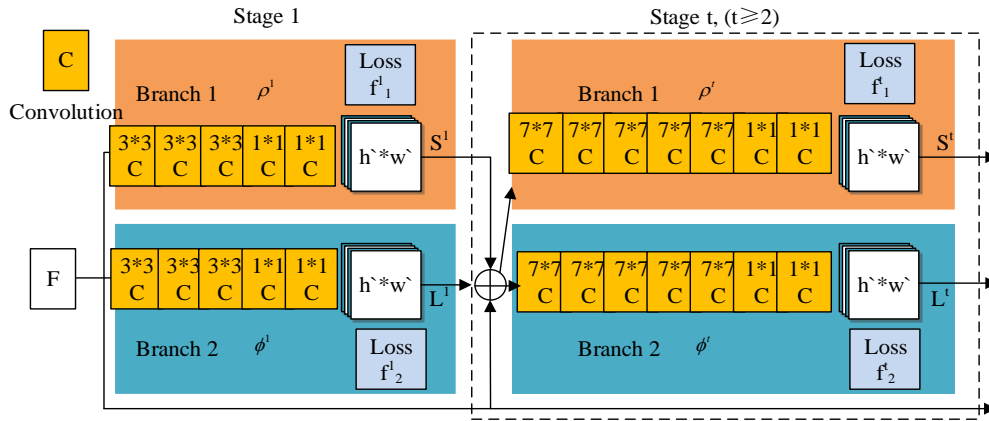 Stage 1
Stage t, (t≥2)
C
Convolution
Branch 1 ρ¹
Loss
f¹₁
3*3 3*3 3*3 1*1 1*1
C C C C C
h`*w`
S¹
Branch 1 ρᵗ
Loss
fᵗ₁
7*7 7*7 7*7 7*7 7*7 1*1 1*1
C C C C C C C
h`*w`
Sᵗ
F
3*3 3*3 3*3 1*1 1*1
C C C C C
h`*w`
L¹
Branch 2 ϕ¹
Loss
f¹₂
7*7 7*7 7*7 7*7 7*7 1*1 1*1
C C C C C C C
h`*w`
Lᵗ
Branch 2 ϕᵗ
Loss
fᵗ₂